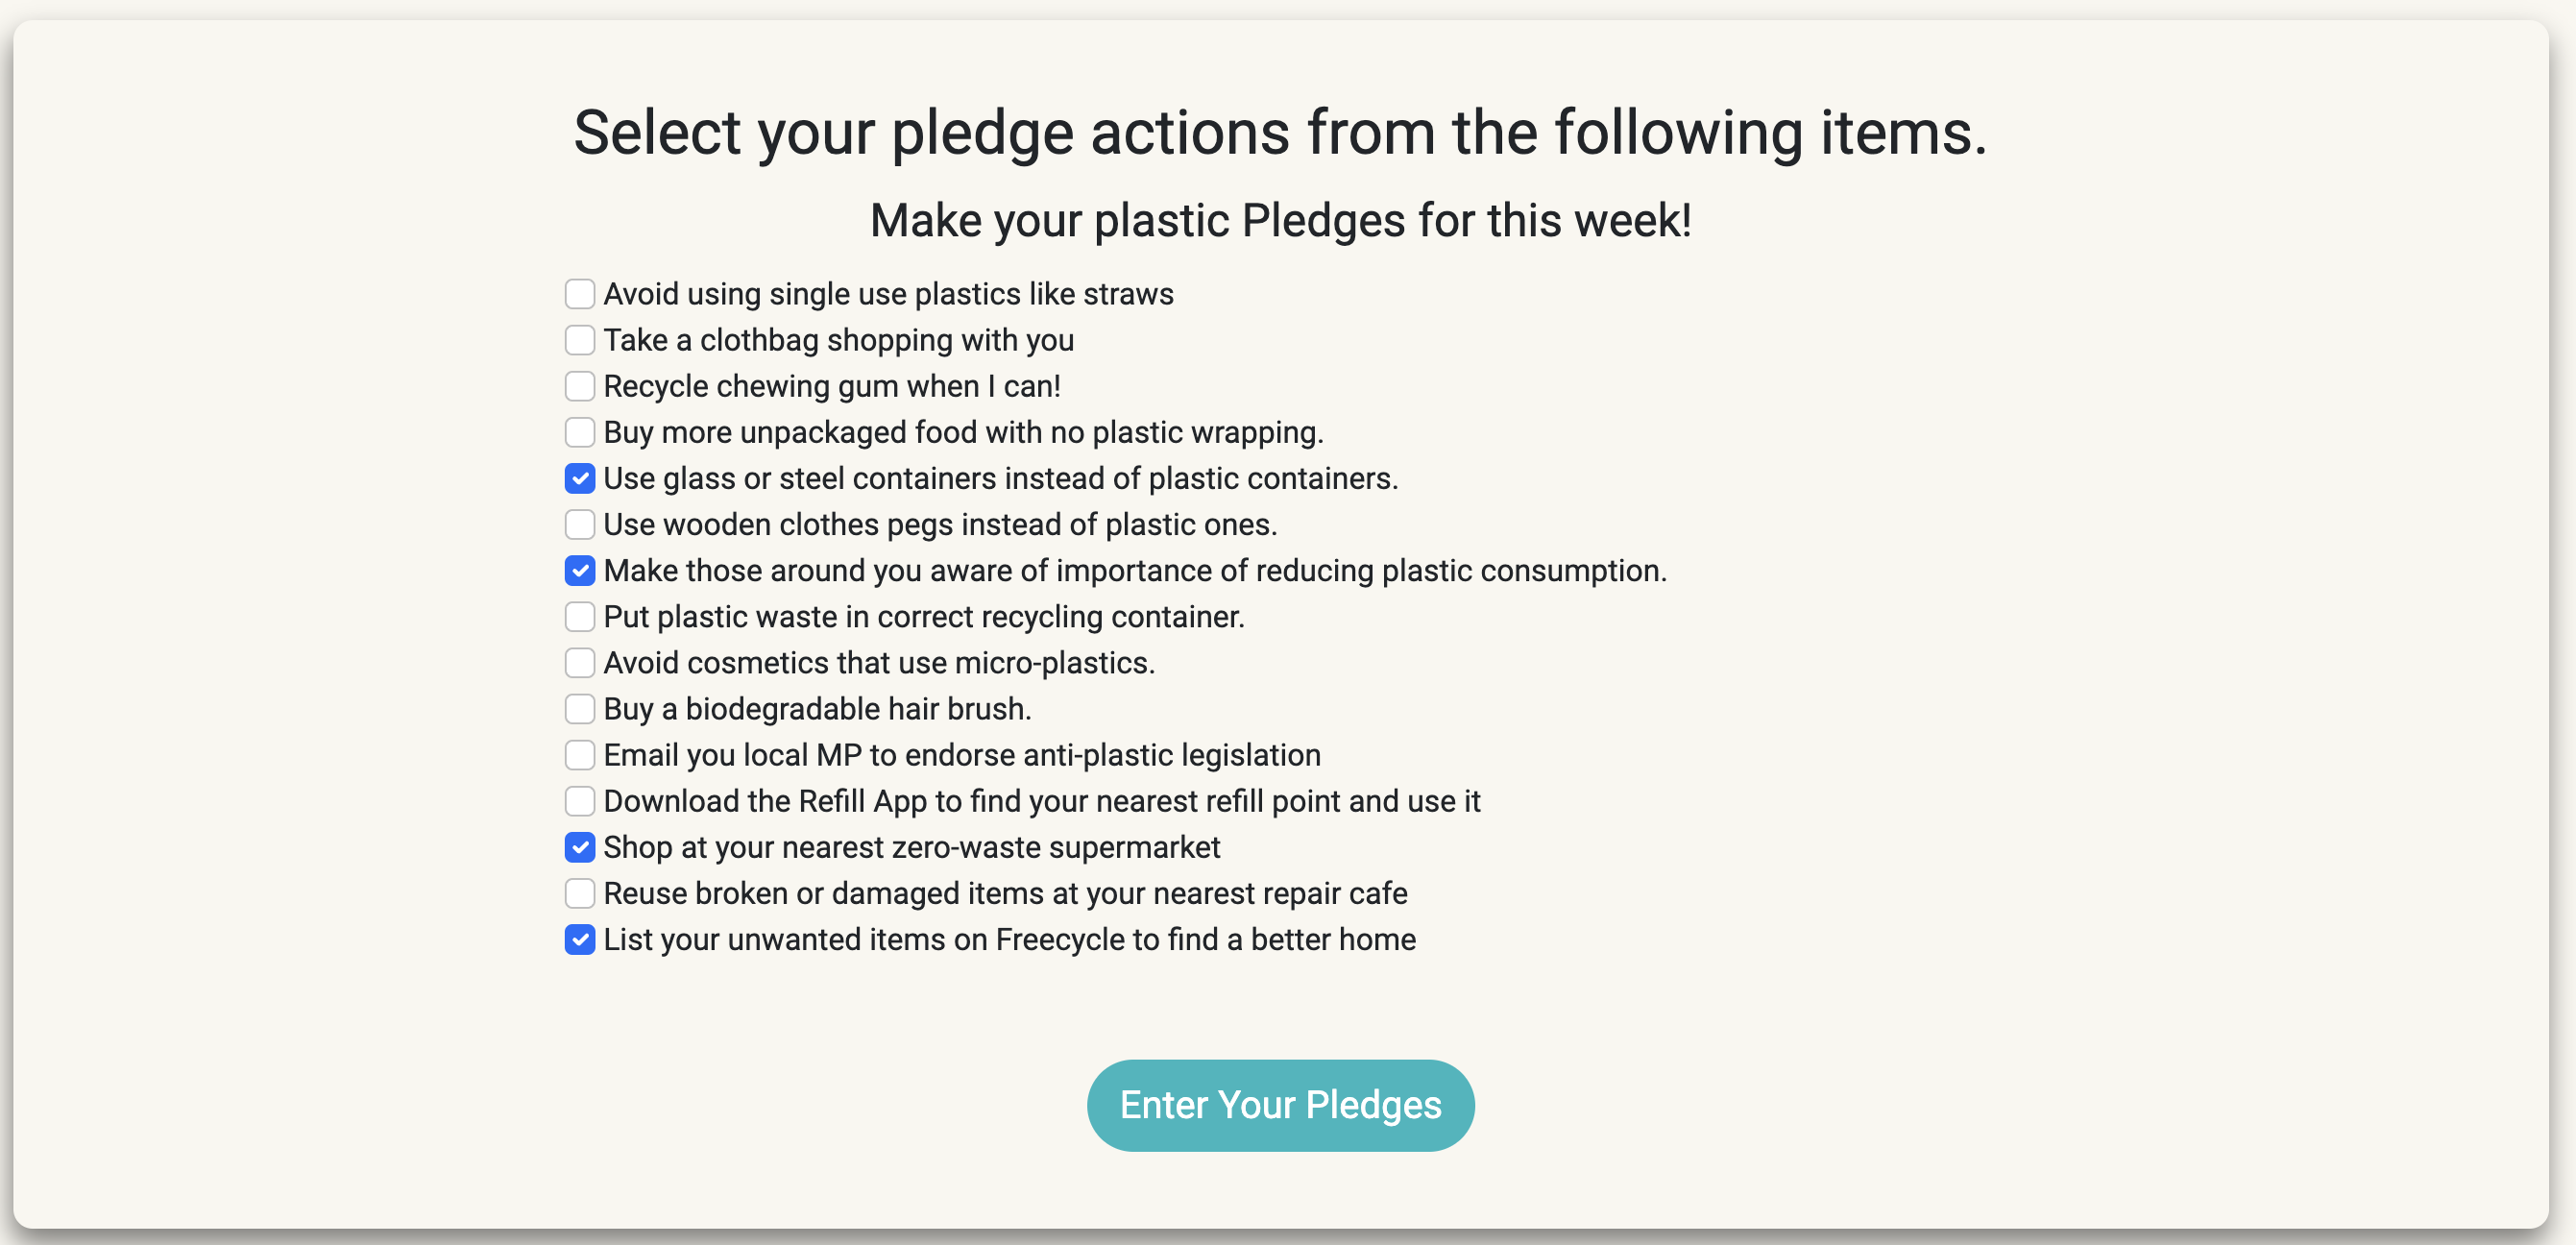 Select your pledge actions from the following items.
Make your plastic Pledges for this week!
Avoid using single use plastics like straws
Take a clothbag shopping with you
Recycle chewing gum when I can!
Buy more unpackaged food with no plastic wrapping.
Use glass or steel containers instead of plastic containers.
Use wooden clothes pegs instead of plastic ones.
Make those around you aware of importance of reducing plastic consumption.
Put plastic waste in correct recycling container.
Avoid cosmetics that use micro-plastics.
Buy a biodegradable hair brush.
Email you local MP to endorse anti-plastic legislation
Download the Refill App to find your nearest refill point and use it
Shop at your nearest zero-waste supermarket
Reuse broken or damaged items at your nearest repair cafe
List your unwanted items on Freecycle to find a better home
Enter Your Pledges